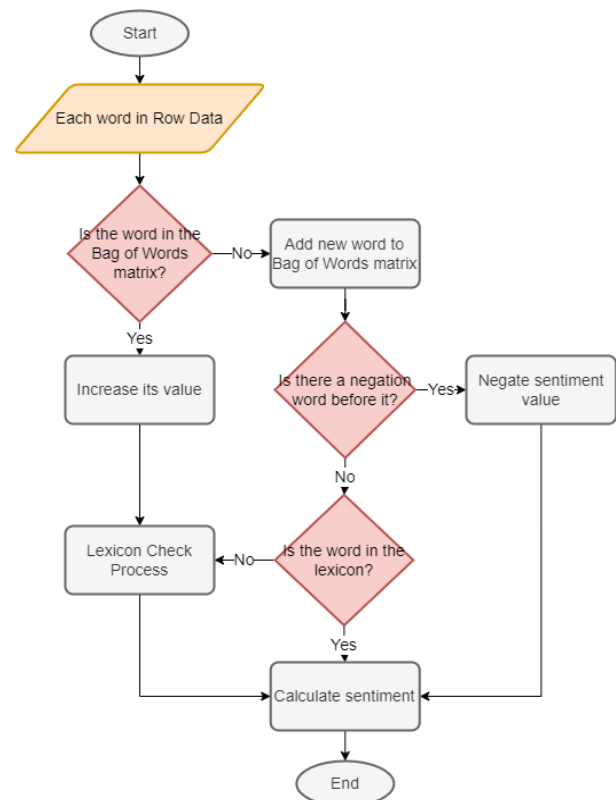 Start
Each word in Row Data
Is the word in the
Bag of Words
matrix?
No
Add new word to
Bag of Words matrix
Yes
Increase its value
Is there a negation
word before it?
Yes
Negate sentiment
value
No
Lexicon Check
Process
No
Is the word in the
lexicon?
Yes
Calculate sentiment
End